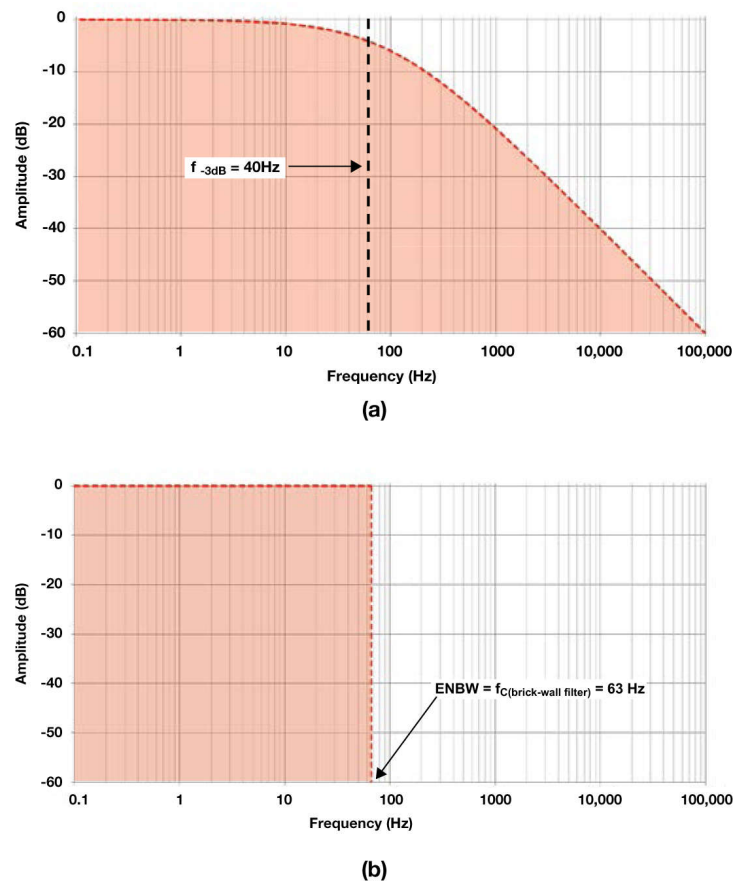 0
-10
-20
-30
-40
-50
-60
Amplitude (dB)
f -3dB = 40Hz
0.1 1 10 100 1000 10,000 100,000
Frequency (Hz)
(a)
0
-10
-20
-30
-40
-50
-60
Amplitude (dB)
ENBW = fC(brick-wall filter) = 63 Hz
0.1 1 10 100 1000 10,000 100,000
Frequency (Hz)
(b)